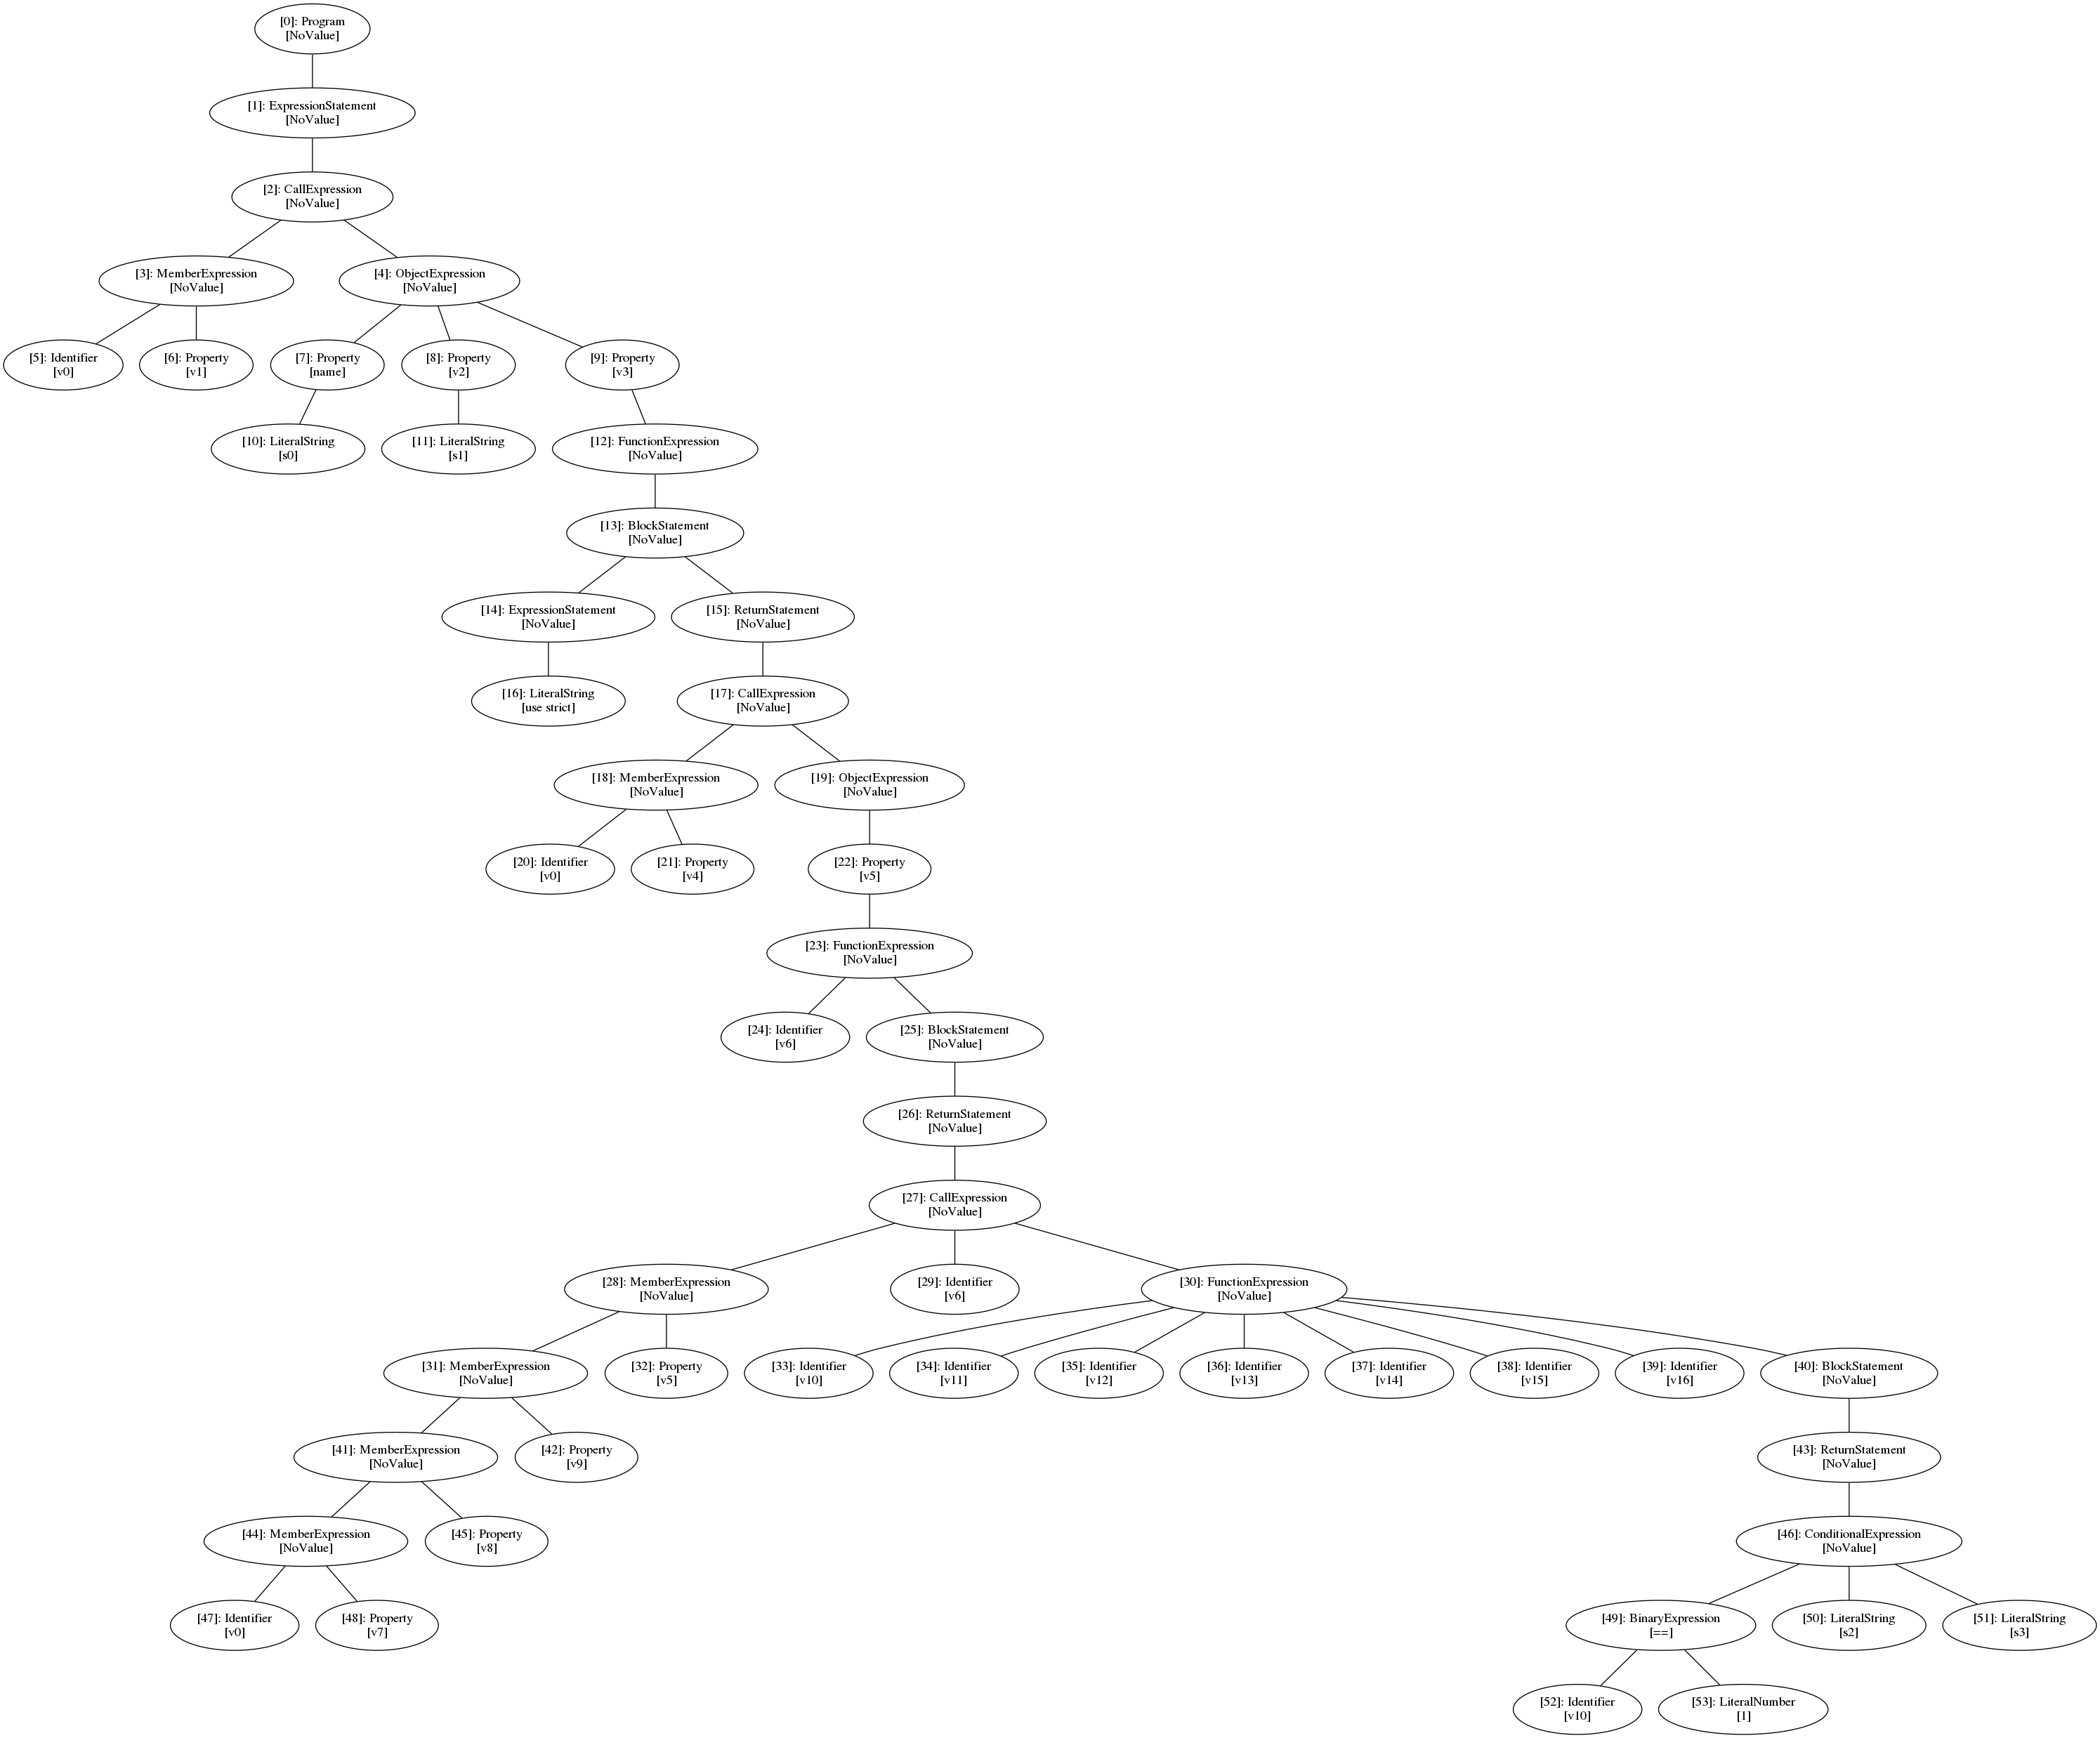 [0]: Program
[NoValue]
[1]: ExpressionStatement
[NoValue]
[2]: CallExpression
[NoValue]
[3]: MemberExpression
[NoValue]
[4]: ObjectExpression
[NoValue]
[5]: Identifier
[v0]
[6]: Property
[v1]
[7]: Property
[name]
[8]: Property
[v2]
[9]: Property
[v3]
[10]: LiteralString
[s0]
[11]: LiteralString
[s1]
[12]: FunctionExpression
[NoValue]
[13]: BlockStatement
[NoValue]
[14]: ExpressionStatement
[NoValue]
[15]: ReturnStatement
[NoValue]
[16]: LiteralString
[use strict]
[17]: CallExpression
[NoValue]
[18]: MemberExpression
[NoValue]
[19]: ObjectExpression
[NoValue]
[20]: Identifier
[v0]
[21]: Property
[v4]
[22]: Property
[v5]
[23]: FunctionExpression
[NoValue]
[24]: Identifier
[v6]
[25]: BlockStatement
[NoValue]
[26]: ReturnStatement
[NoValue]
[27]: CallExpression
[NoValue]
[28]: MemberExpression
[NoValue]
[29]: Identifier
[v6]
[30]: FunctionExpression
[NoValue]
[31]: MemberExpression
[NoValue]
[32]: Property
[v5]
[33]: Identifier
[v10]
[34]: Identifier
[v11]
[35]: Identifier
[v12]
[36]: Identifier
[v13]
[37]: Identifier
[v14]
[38]: Identifier
[v15]
[39]: Identifier
[v16]
[40]: BlockStatement
[NoValue]
[41]: MemberExpression
[NoValue]
[42]: Property
[v9]
[43]: ReturnStatement
[NoValue]
[44]: MemberExpression
[NoValue]
[45]: Property
[v8]
[46]: ConditionalExpression
[NoValue]
[47]: Identifier
[v0]
[48]: Property
[v7]
[49]: BinaryExpression
[==]
[50]: LiteralString
[s2]
[51]: LiteralString
[s3]
[52]: Identifier
[v10]
[53]: LiteralNumber
[1]